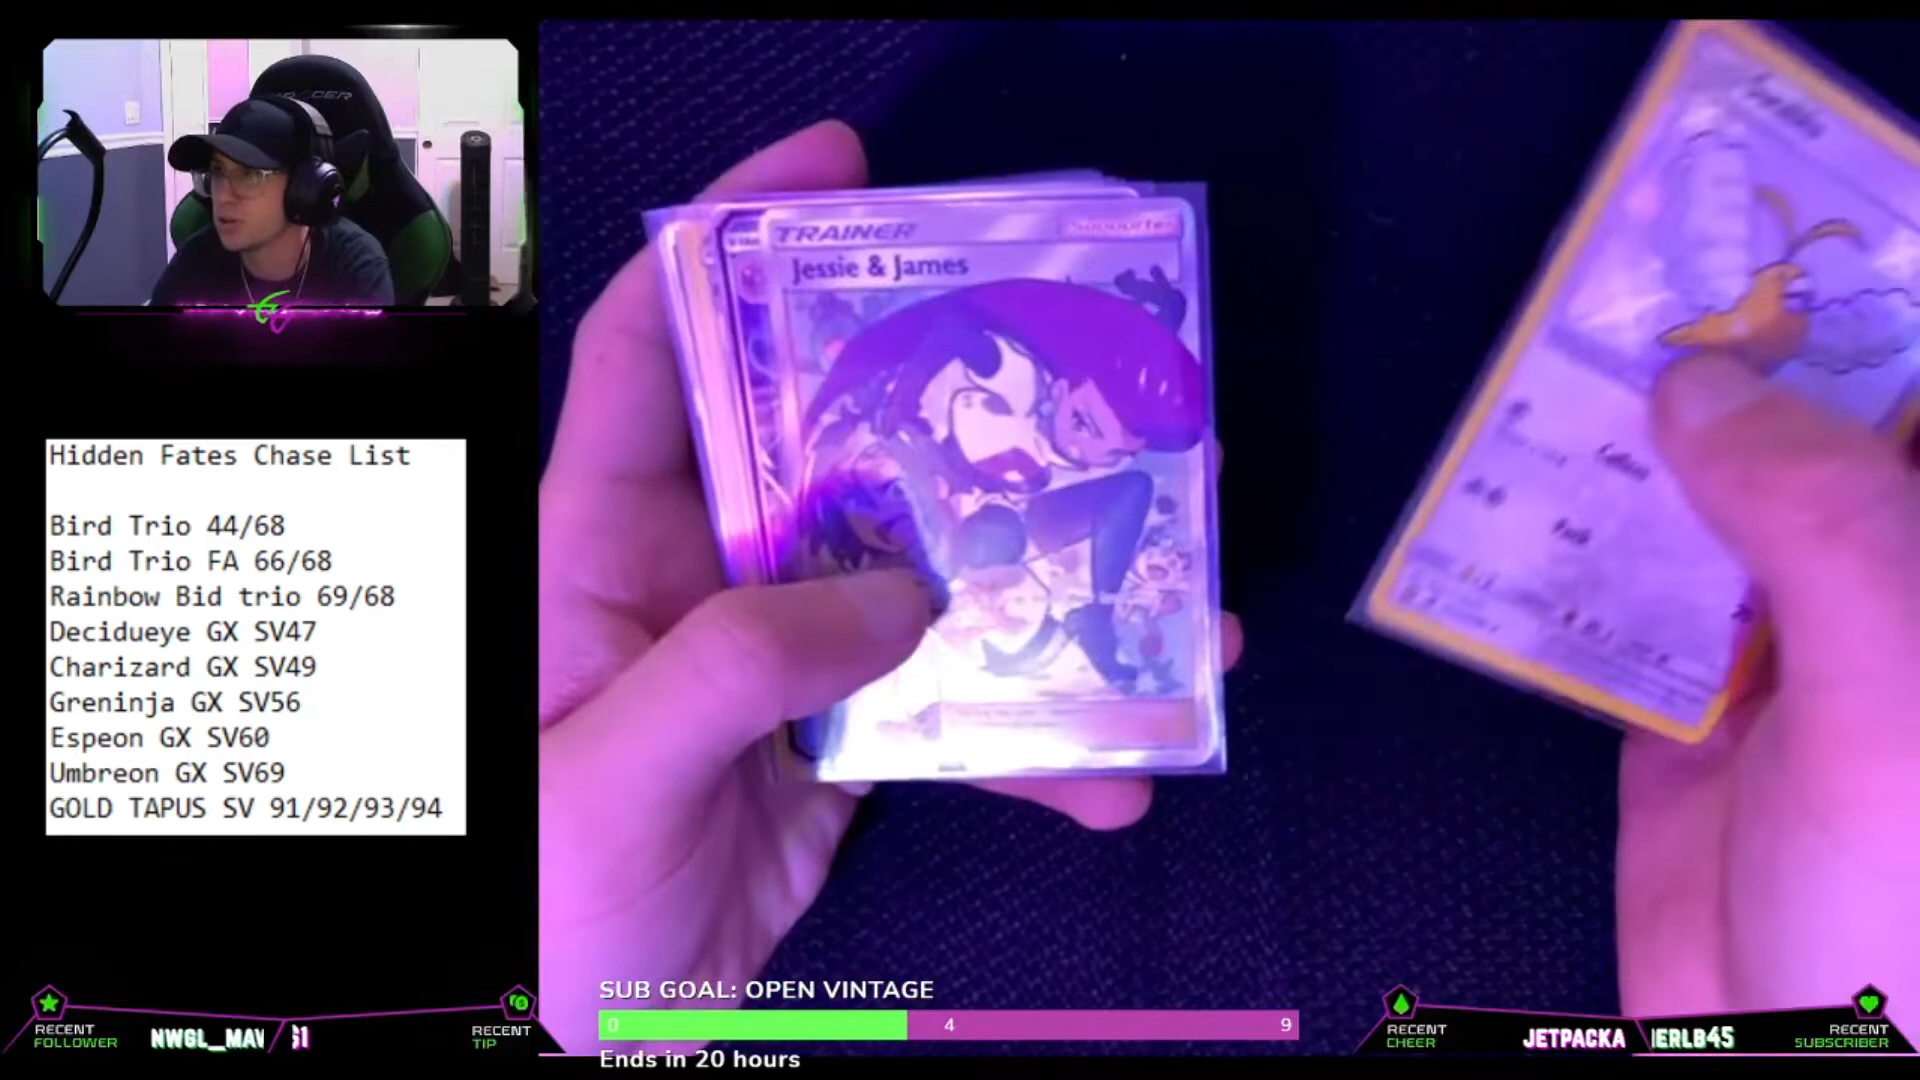 TRAINER
Supporter
Jessie & James
Hidden Fates Chase List
Bird Trio 44/68
Bird Trio FA 66/68
Rainbow Bid trio 69/68
Decidueye GX SV47
Charizard GX SV49
Greninja GX SV56
Espeon GX SV60
Umbreon GX SV69
GOLD TAPUS SV 91/92/93/94
SUB GOAL: OPEN VINTAGE
0 4 9
Ends in 20 hours
RECENT
FOLLOWER
NWGL_MAV
RECENT
TIP
RECENT
CHEER
JETPACKA
IERLB45
RECENT
SUBSCRIBER